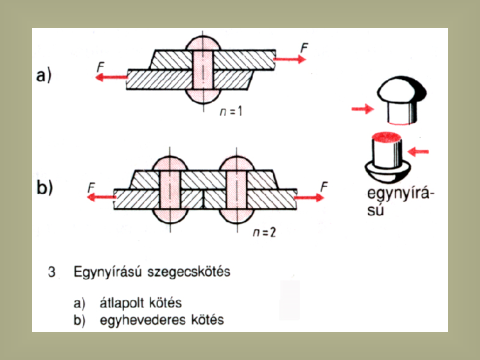 a)
F
F
n=1
b)
F
F
n=2
egynyírá-
sú
3 Egynyírású szegecskötés
a) átlapolt kötés
b) egyhevederes kötés